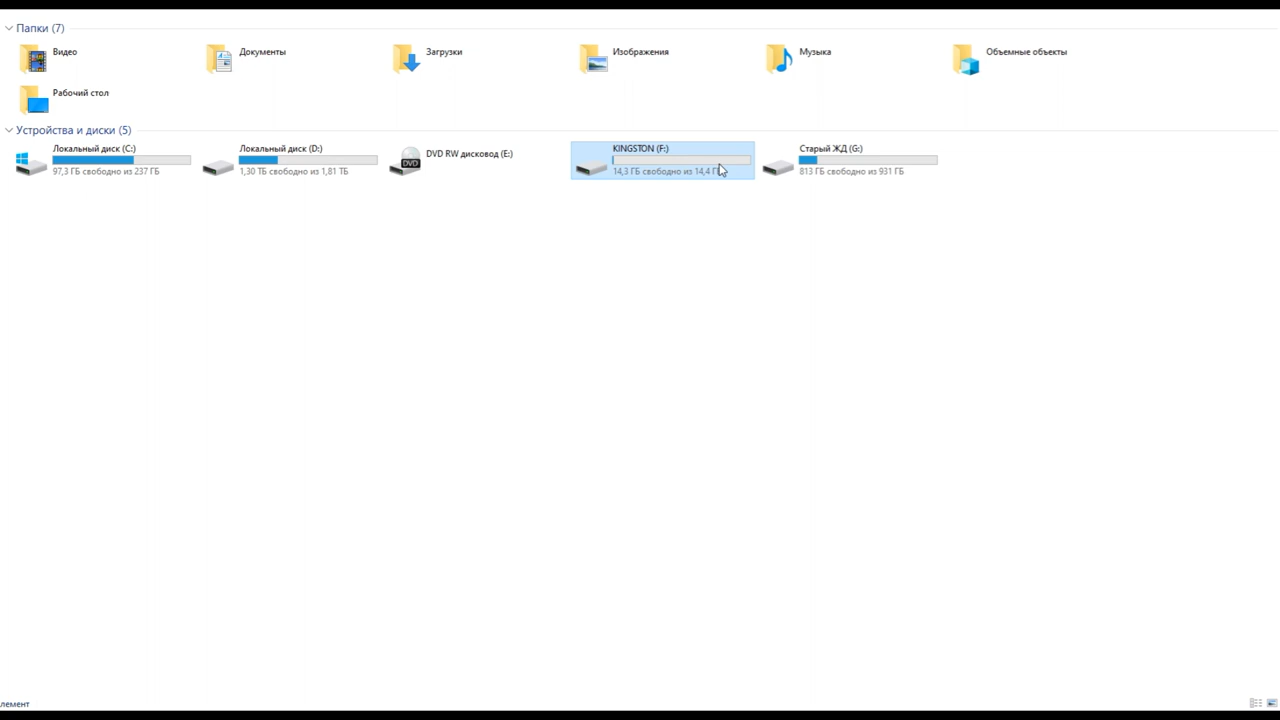 Папки (7)
Видео
Документы
Загрузки
Изображения
Музыка
Объемные объекты
Рабочий стол
Устройства и диски (5)
Локальный диск (C:)
97,3 ГБ свободно из 237 ГБ
Локальный диск (D:)
1,30 ТБ свободно из 1,81 ТБ
DVD RW дисковод (E:)
DVD
KINGSTON (F:)
14,3 ГБ свободно из 14,4 Г
Старый ЖД (G:)
813 ГБ свободно из 931 ГБ
лемент